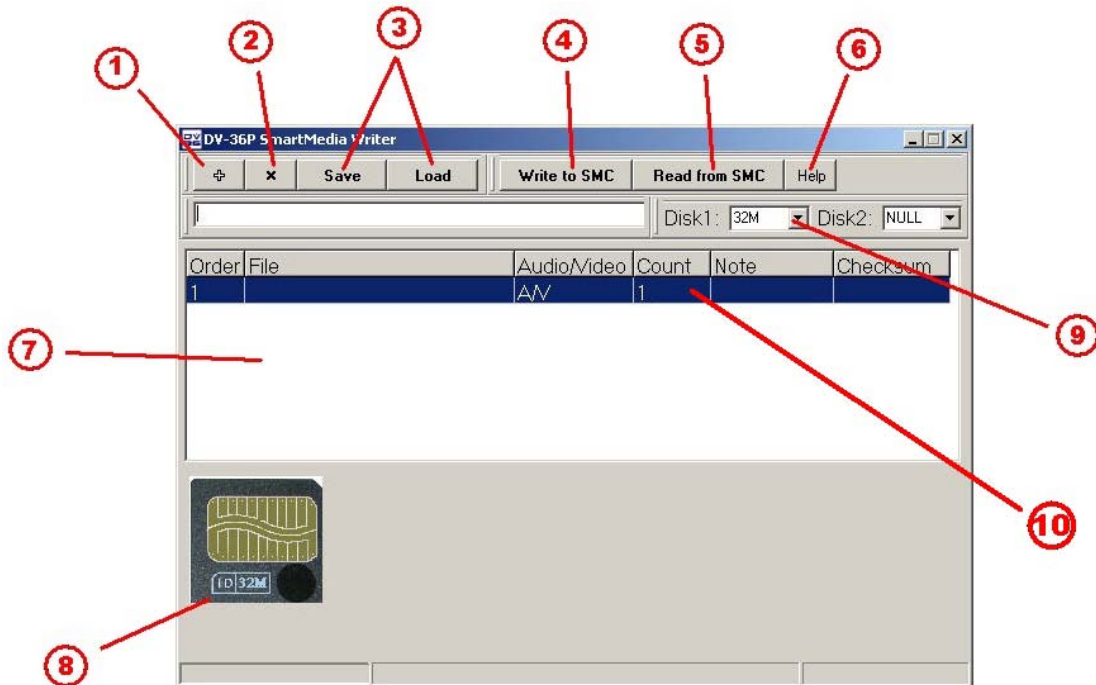 1
2
3
4
5
6
DV-36P SmartMedia Writer
Save Load Write to SMC Read from SMC Help
Disk1: 32M Disk2: NULL
Order File Audio/Video Count Note Checksum
1 A/V 1
7
9
10
ID 32M
8